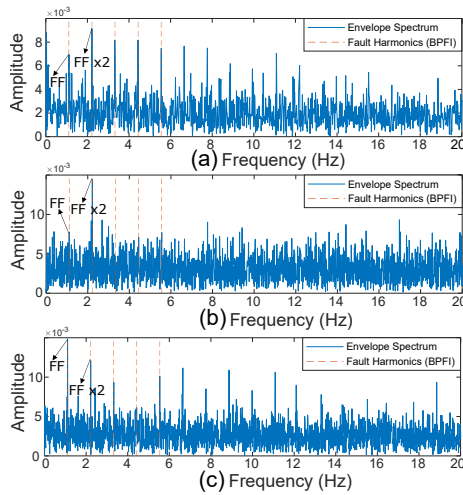 ×10⁻³
Amplitude
8
6
4
2
0
FF
FF ×2
Envelope Spectrum
Fault Harmonics (BPFI)
0 2 4 6 8 10 12 14 16 18 20
(a) Frequency (Hz)
×10⁻³
Amplitude
15
10
5
0
FF
FF ×2
Envelope Spectrum
Fault Harmonics (BPFI)
0 2 4 6 8 10 12 14 16 18 20
(b) Frequency (Hz)
×10⁻³
Amplitude
10
5
0
FF
FF ×2
Envelope Spectrum
Fault Harmonics (BPFI)
0 2 4 6 8 10 12 14 16 18 20
(c) Frequency (Hz)